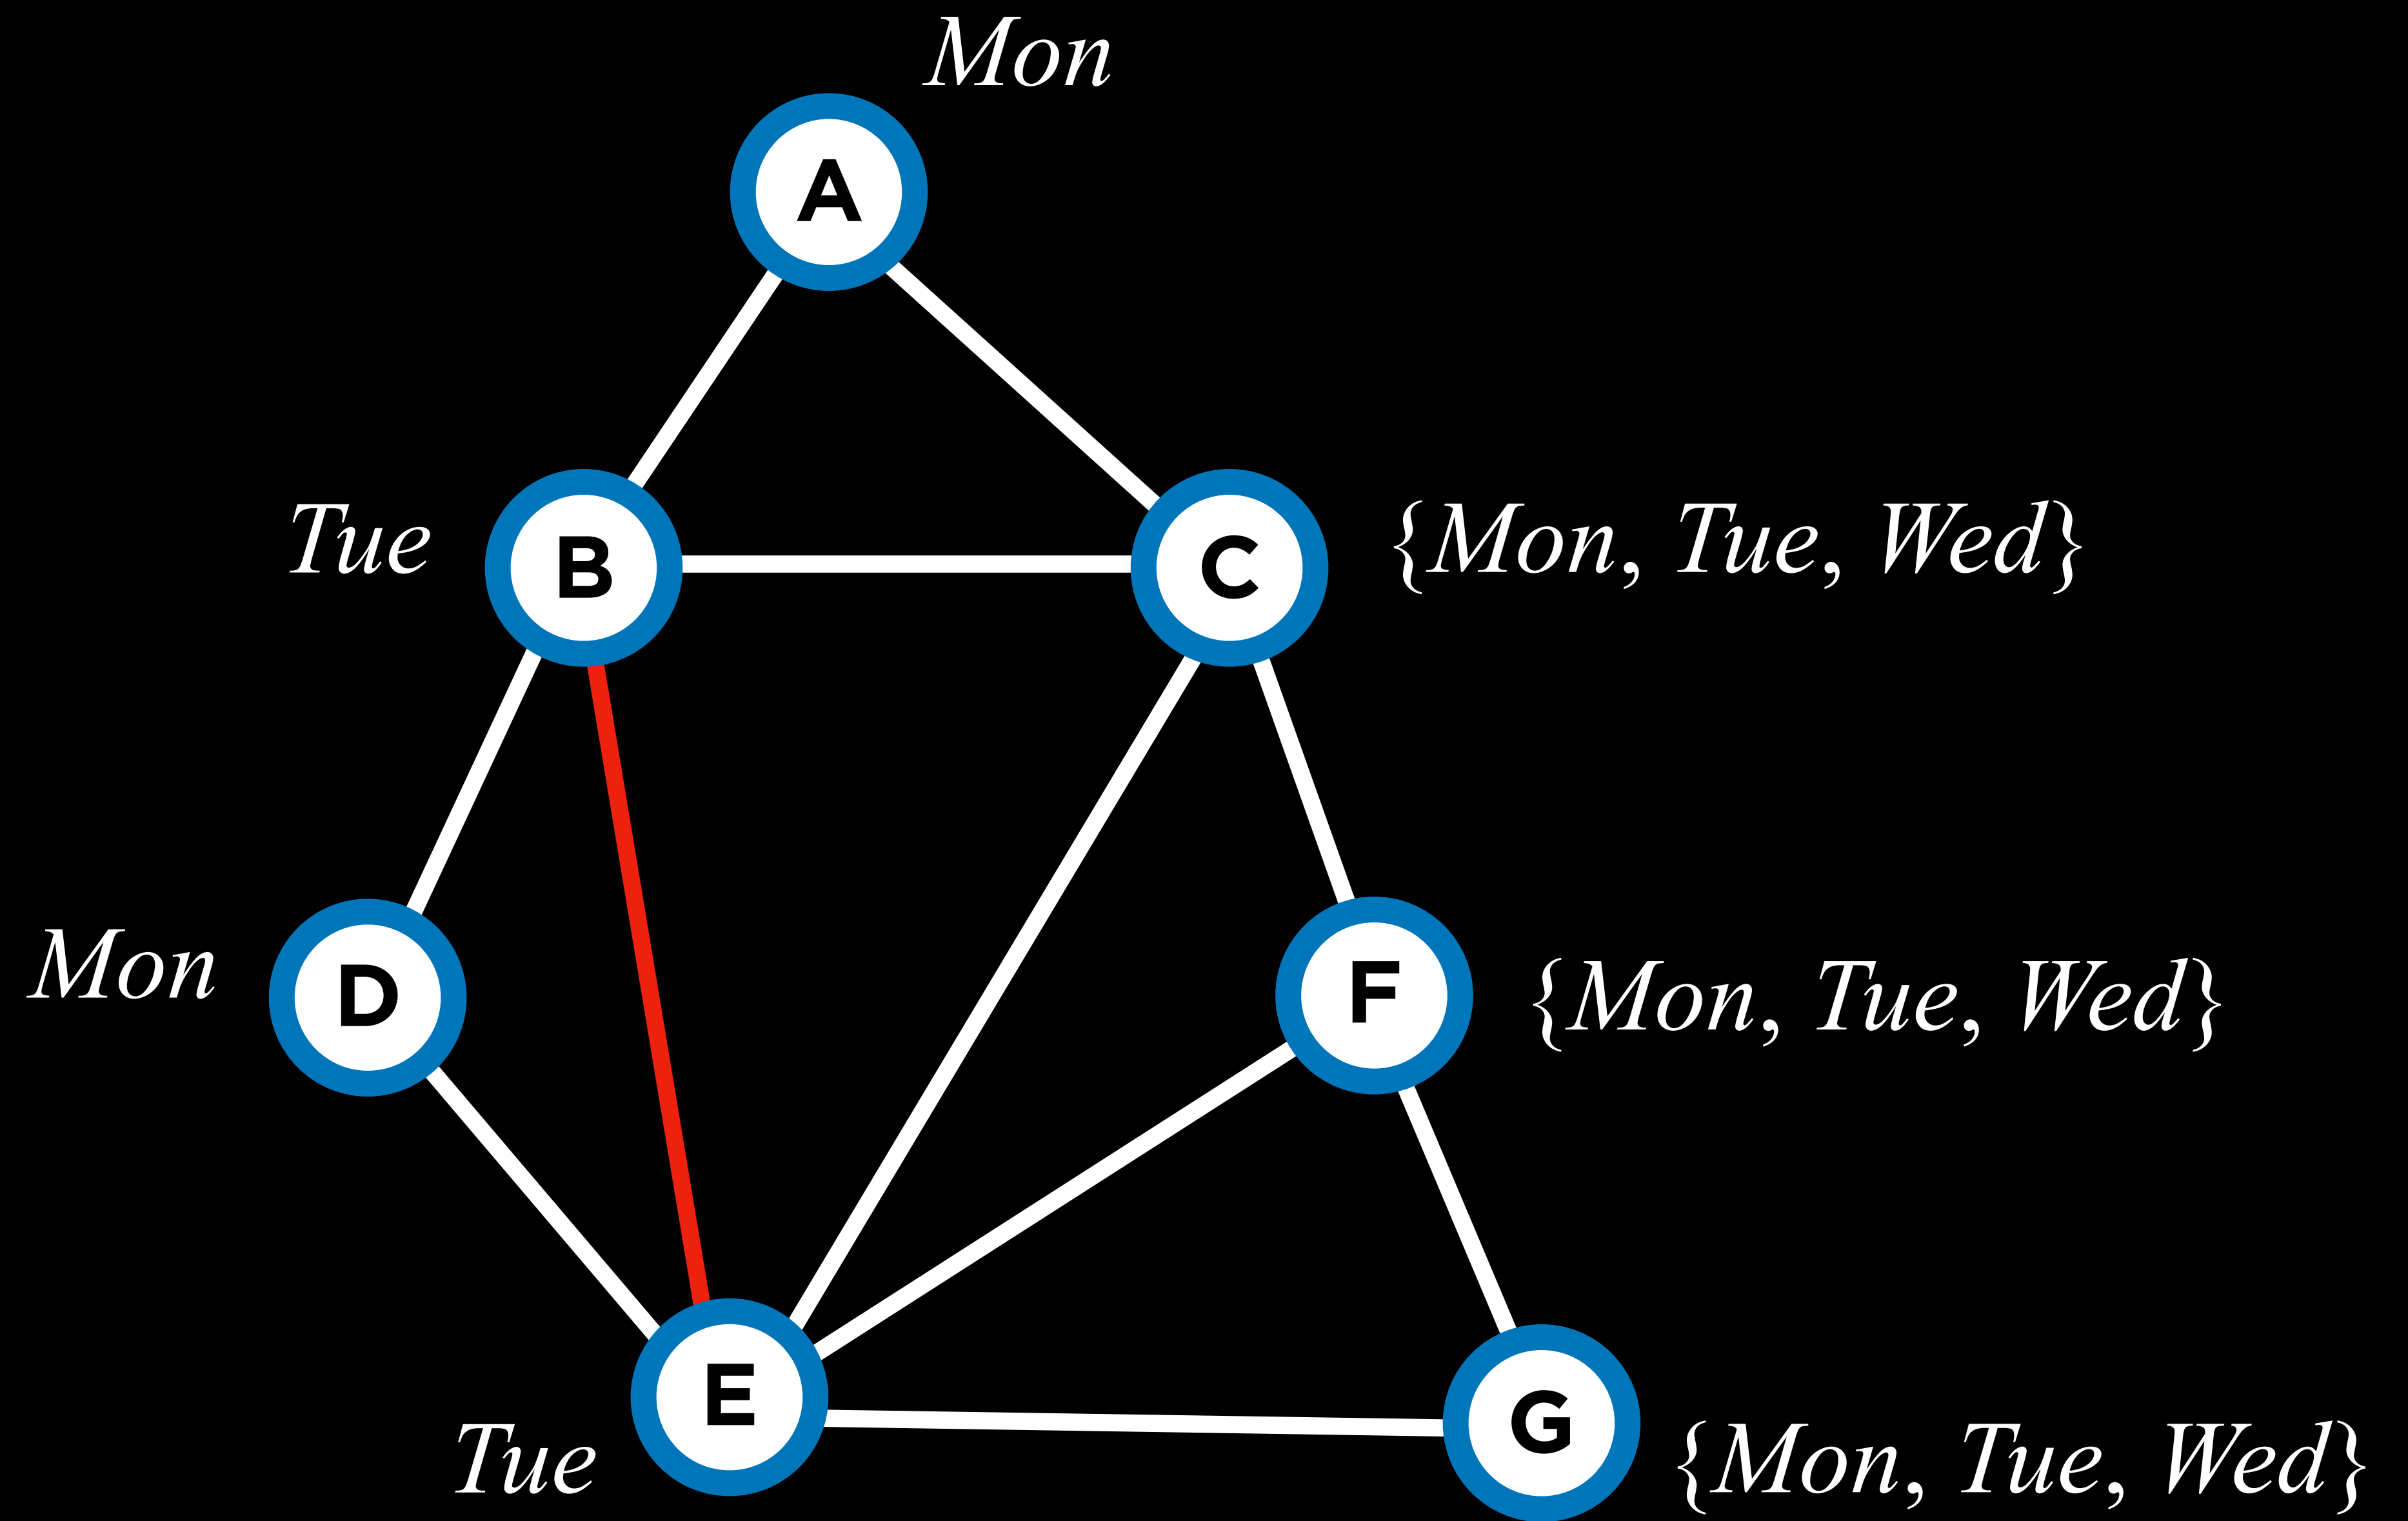 Mon
A
Tue
B
C
{Mon, Tue, Wed}
Mon
D
F
{Mon, Tue, Wed}
E
Tue
G
{Mon, Tue, Wed}